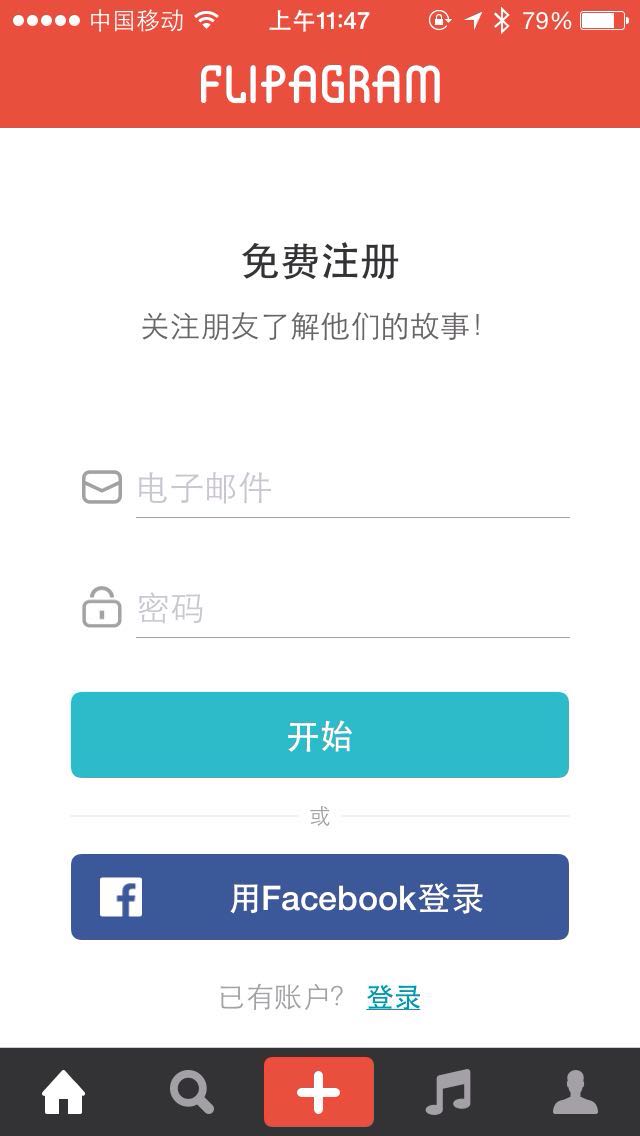 中国移动 上午11:47 79%
FLIPAGRAM
免费注册
关注朋友了解他们的故事！
电子邮件
密码
开始
或
用Facebook登录
已有账户？ 登录